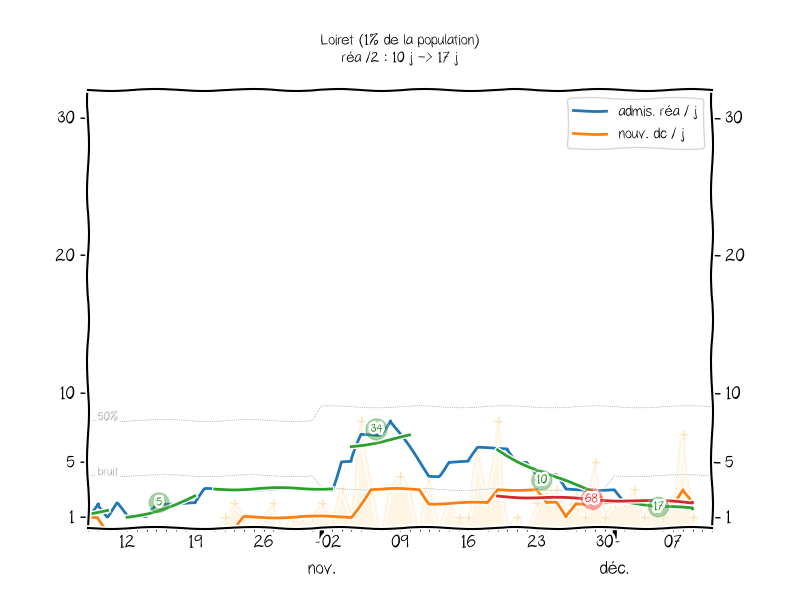 Loiret (1% de la population)
réa /2 : 10 j -> 17 j
admis. réa / j
nouv. dc / j
30 30
20 20
10 10
50%
34
5 5
bruit
10
5
68
17
1 1
12 19 26 02 09 16 23 30 07
nov. déc.